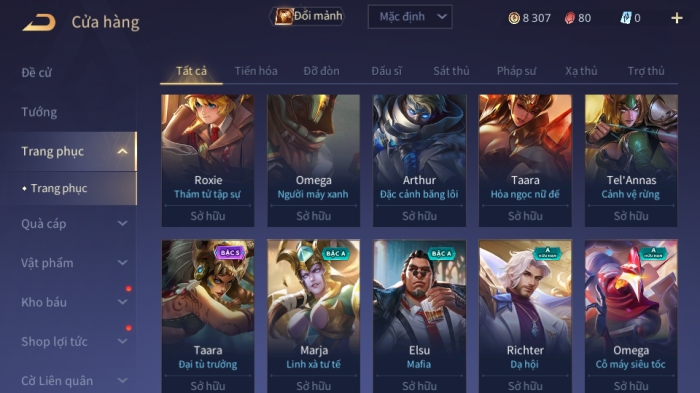 Cửa hàng
Đổi mảnh
Mặc định
8 307
80
0
Đề cử
Tướng
Trang phục
Trang phục
Quà cáp
Vật phẩm
Kho báu
Shop lợi tức
Cờ Liên quân
Tất cả Tiến hóa Đỡ đòn Đấu sĩ Sát thủ Pháp sư Xạ thủ Trợ thủ
Roxie Omega Arthur Taara Tel'Annas
Thám tử tập sự Người máy xanh Đặc cảnh băng lôi Hỏa ngọc nữ đế Cảnh vệ rừng
Sở hữu Sở hữu Sở hữu Sở hữu Sở hữu
BẬC S BẬC A BẬC A A HỮU HẠN A HỮU HẠN
Taara Marja Elsu Richter Omega
Đại tù trưởng Linh xà tư tế Mafia Dạ hội Cỗ máy siêu tốc
Sở hữu Sở hữu Sở hữu Sở hữu Sở hữu